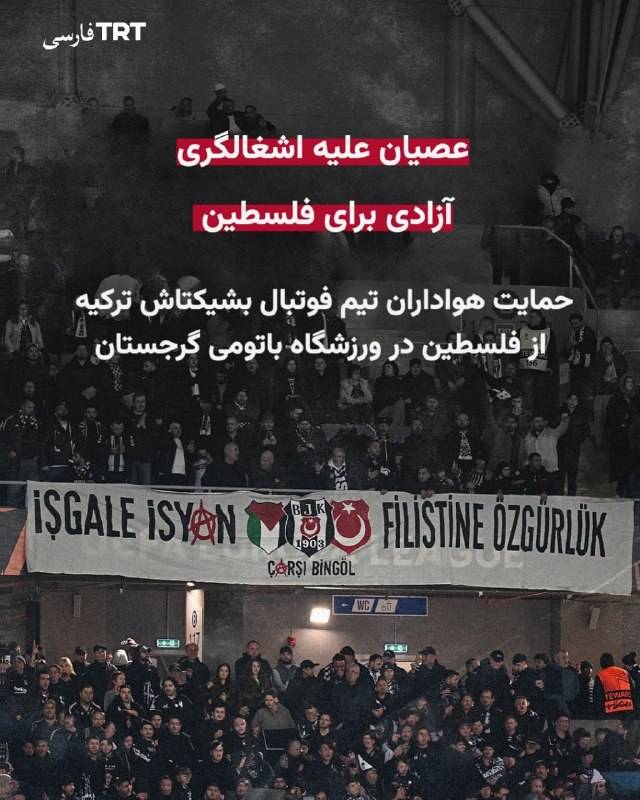 TRT فارسی
عصیان علیه اشغالگری
آزادی برای فلسطین
حمایت هواداران تیم فوتبال بشیکتاش ترکیه
از فلسطین در ورزشگاه باتومی گرجستان
İŞGALE İSYAN BJK 1903 FİLİSTİNE ÖZGÜRLÜK
ÇARŞI BİNGÖL
WC
117